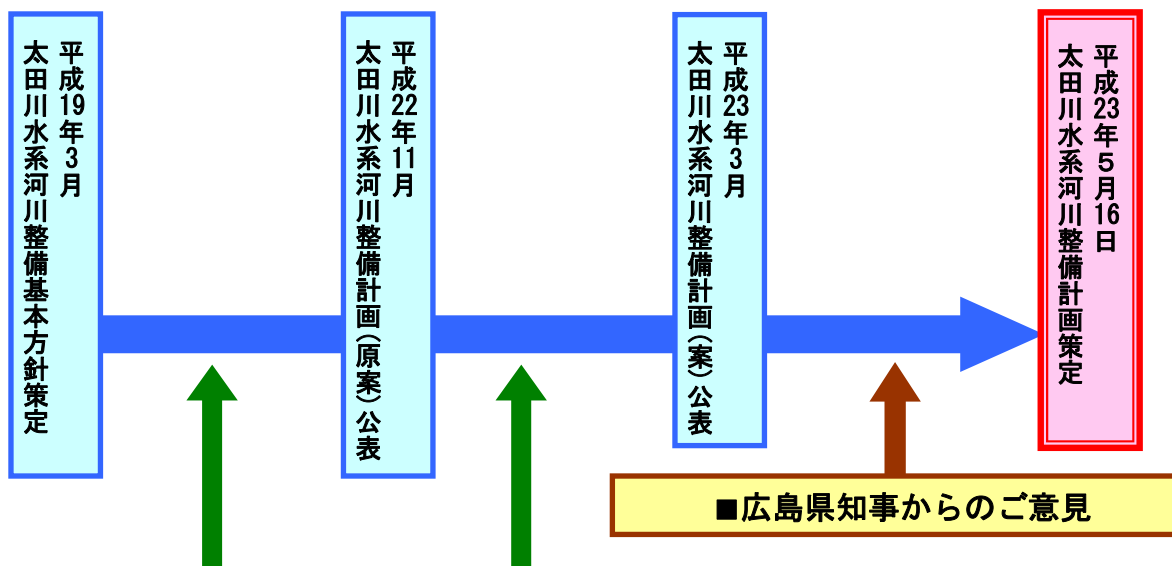 平成19年3月
太田川水系河川整備基本方針策定
平成22年11月
太田川水系河川整備計画(原案)公表
平成23年3月
太田川水系河川整備計画(案)公表
平成23年5月16日
太田川水系河川整備計画策定
■広島県知事からのご意見